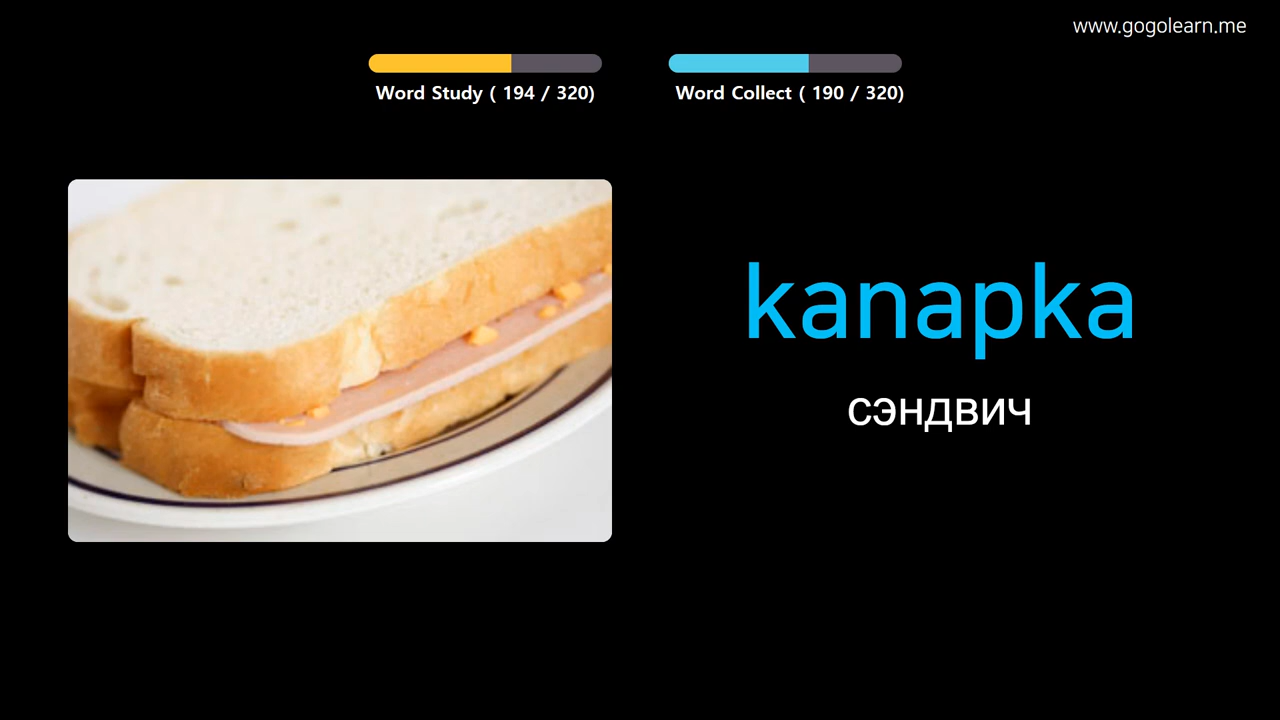 www.gogolearn.me
Word Study ( 194 / 320)
Word Collect ( 190 / 320)
kanapka
сэндвич